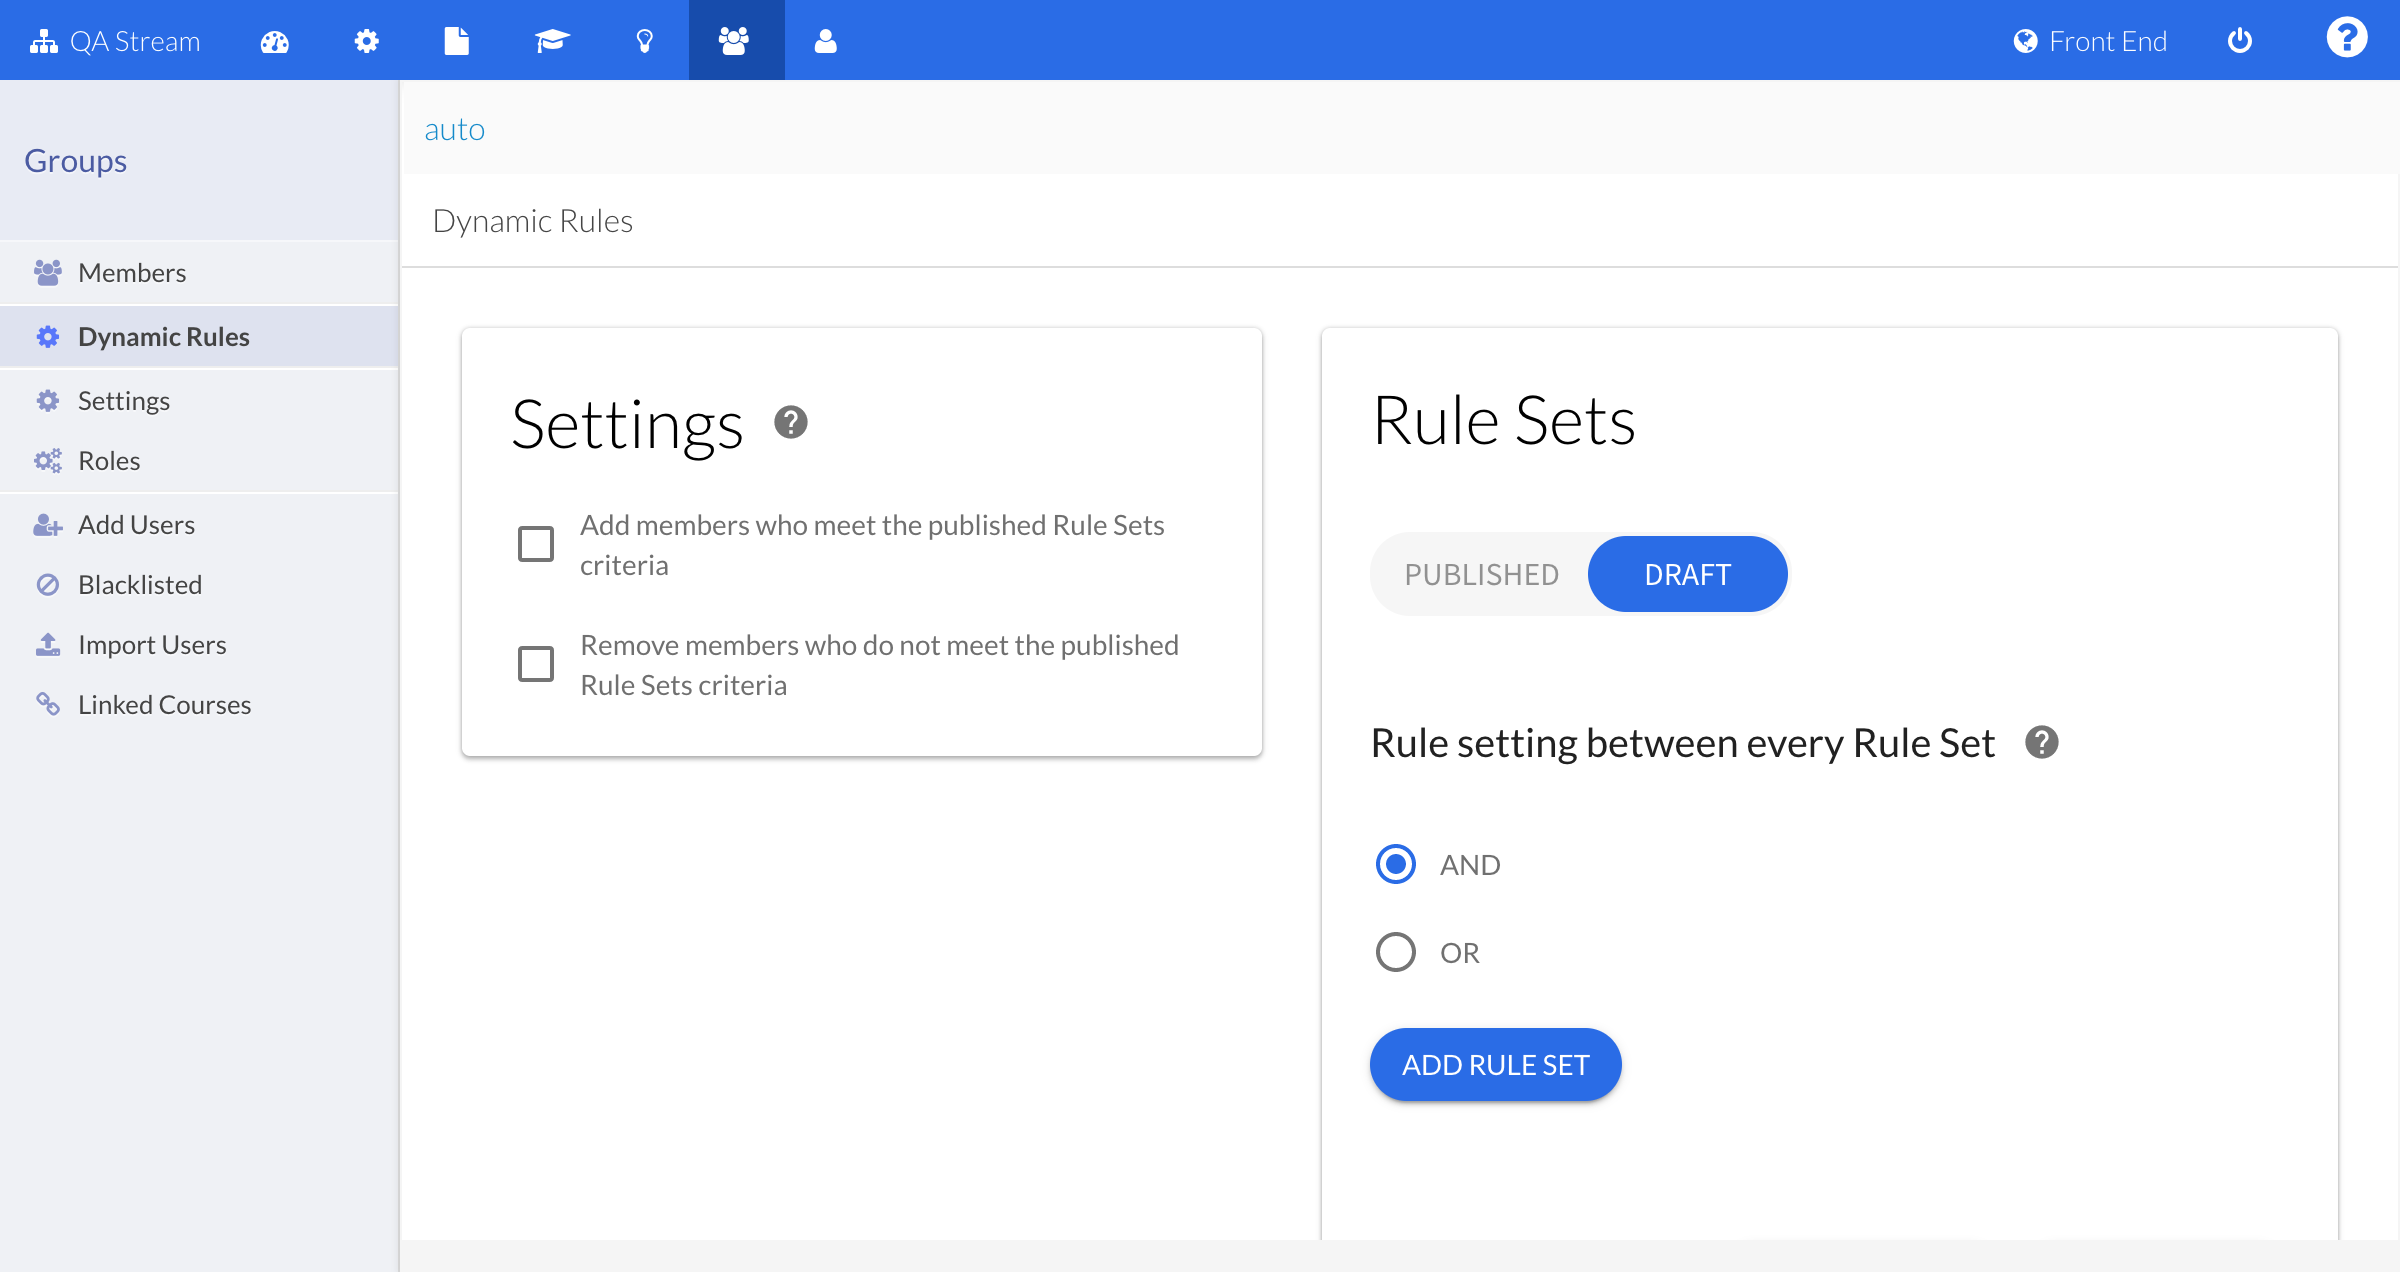 QA Stream
Front End
Groups
Members
Dynamic Rules
Settings
Roles
Add Users
Blacklisted
Import Users
Linked Courses
auto
Dynamic Rules
Settings
Add members who meet the published Rule Sets
criteria
Remove members who do not meet the published
Rule Sets criteria
Rule Sets
PUBLISHED
DRAFT
Rule setting between every Rule Set
AND
OR
ADD RULE SET